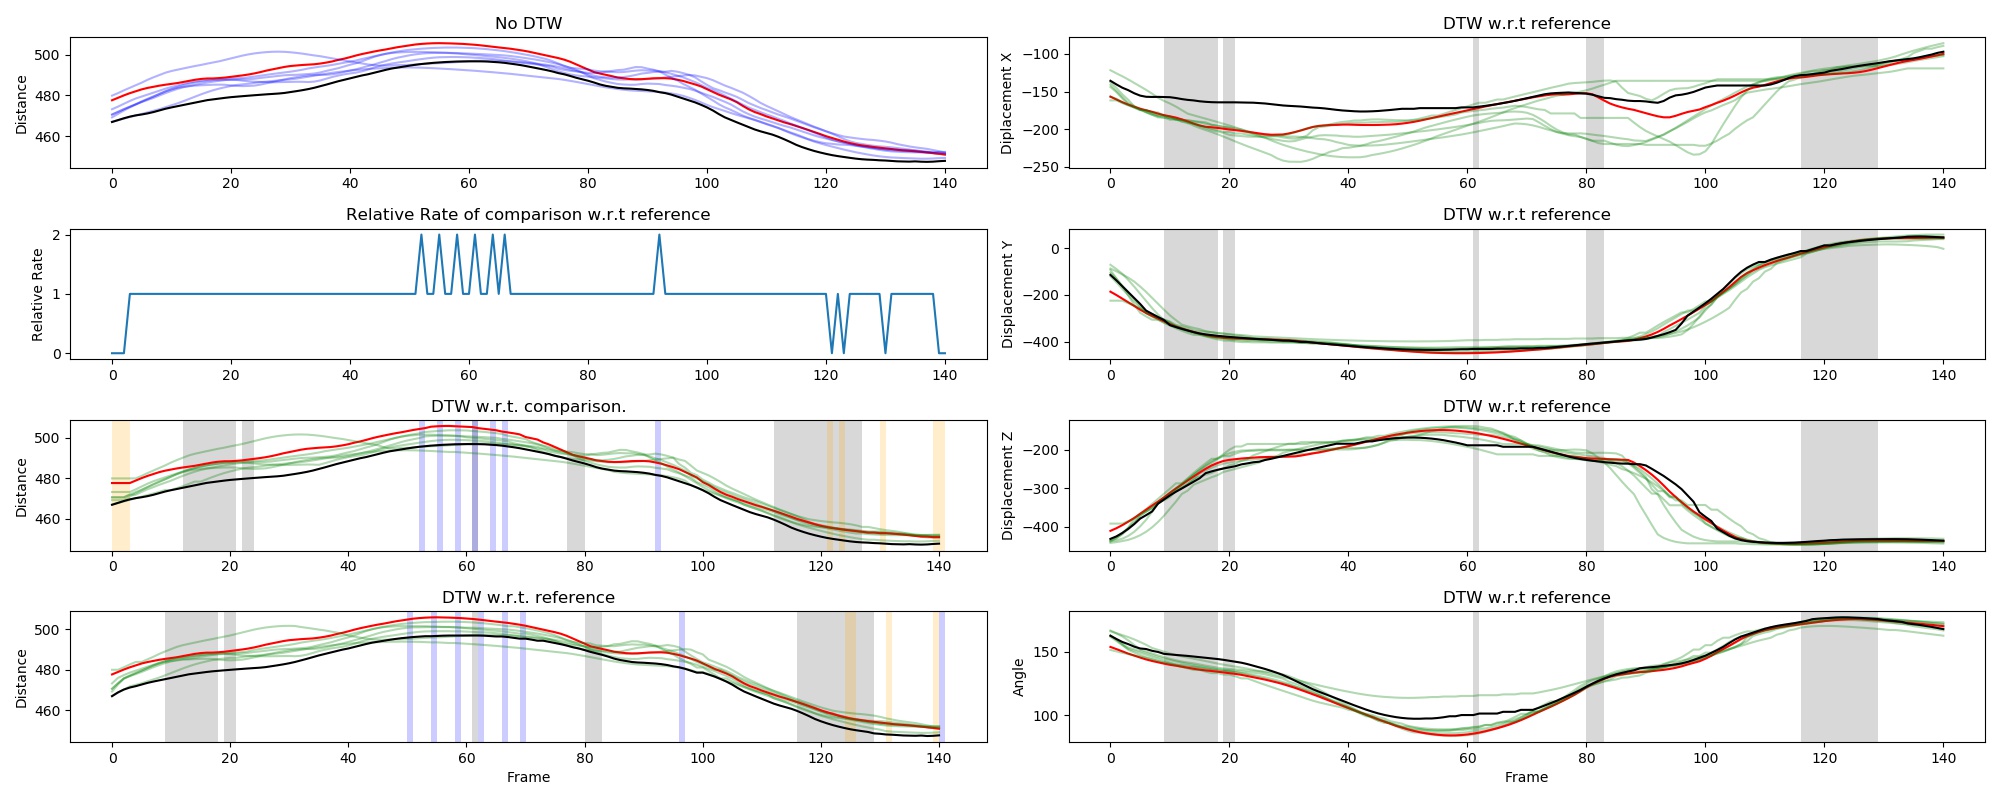 No DTW
Distance
500
480
460
0 20 40 60 80 100 120 140
Relative Rate of comparison w.r.t reference
Relative Rate
2
1
0
0 20 40 60 80 100 120 140
DTW w.r.t. comparison.
Distance
500
480
460
0 20 40 60 80 100 120 140
DTW w.r.t. reference
Distance
500
480
460
0 20 40 60 80 100 120 140
Frame
DTW w.r.t reference
Diplacement X
−100
−150
−200
−250
0 20 40 60 80 100 120 140
DTW w.r.t reference
Displacement Y
0
−200
−400
0 20 40 60 80 100 120 140
DTW w.r.t reference
Displacement Z
−200
−300
−400
0 20 40 60 80 100 120 140
DTW w.r.t reference
Angle
150
100
0 20 40 60 80 100 120 140
Frame